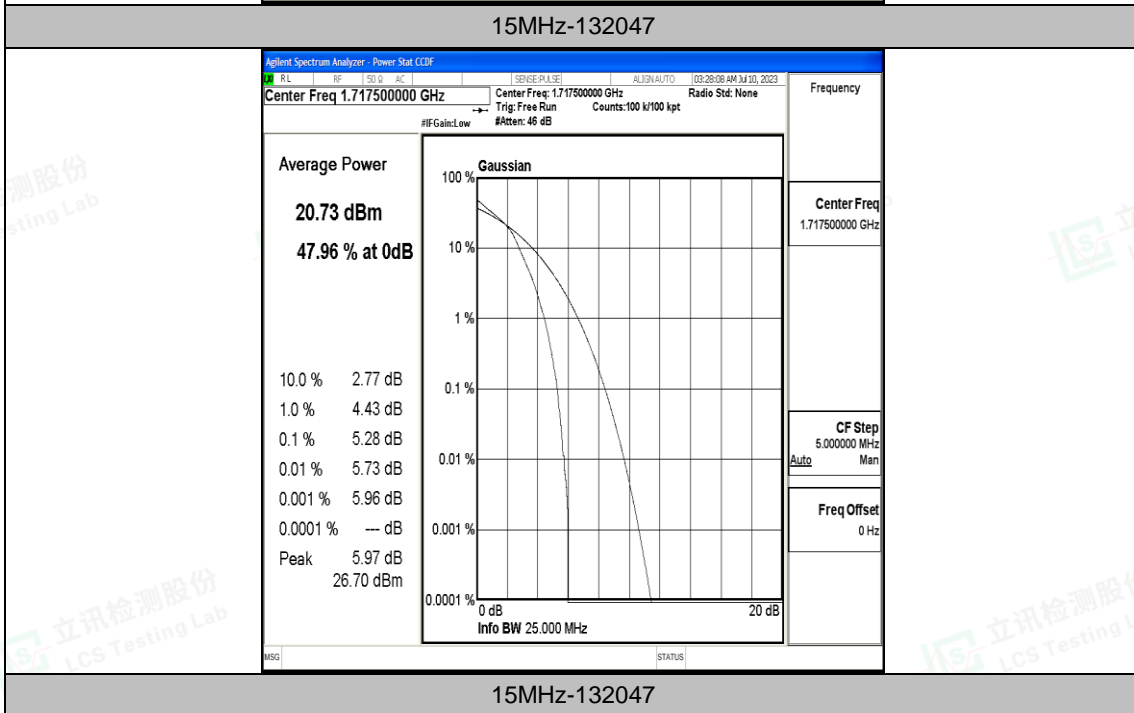 15MHz-132047
Agilent Spectrum Analyzer - Power Stat CCDF
RL RF 50 Ω AC SENSE:PULSE ALIGN AUTO 03:28:08 AM Jul 10, 2023
Center Freq 1.717500000 GHz
Center Freq: 1.717500000 GHz Radio Std: None
Trig: Free Run Counts:100 k/100 kpt
#IFGain:Low #Atten: 46 dB
Frequency
Average Power
20.73 dBm
47.96 % at 0dB
10.0 % 2.77 dB
1.0 % 4.43 dB
0.1 % 5.28 dB
0.01 % 5.73 dB
0.001 % 5.96 dB
0.0001 % --- dB
Peak 5.97 dB
26.70 dBm
Gaussian
100 %
10 %
1 %
0.1 %
0.01 %
0.001 %
0.0001 %
0 dB 20 dB
Info BW 25.000 MHz
Center Freq
1.717500000 GHz
CF Step
5.000000 MHz
Auto Man
Freq Offset
0 Hz
MSG STATUS
15MHz-132047
立讯检测股份
LCS Testing Lab